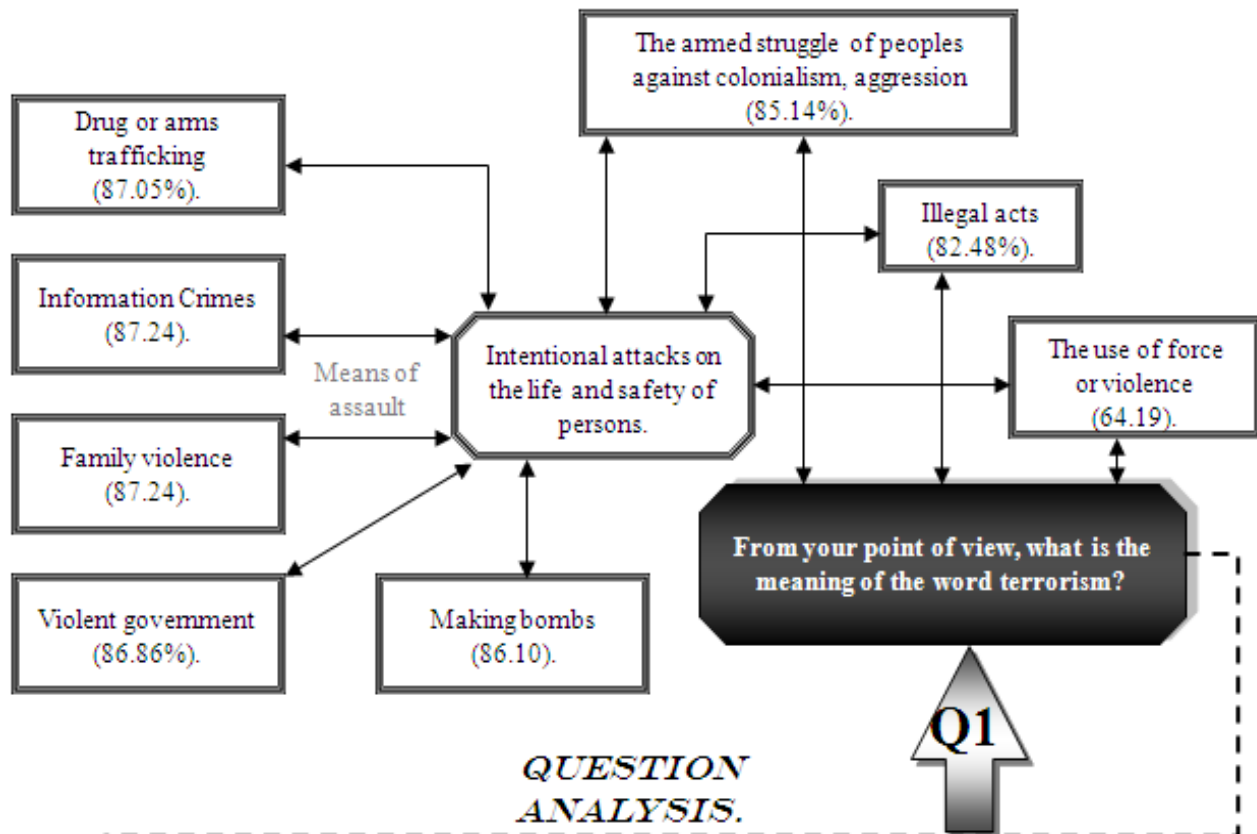 The armed struggle of peoples
against colonialism, aggression
(85.14%).
Drug or arms
trafficking
(87.05%).
Illegal acts
(82.48%).
Information Crimes
(87.24).
Means of
assault
Intentional attacks on
the life and safety of
persons.
The use of force
or violence
(64.19).
Family violence
(87.24).
Violent government
(86.86%).
Making bombs
(86.10).
From your point of view, what is the
meaning of the word terrorism?
Q1
QUESTION
ANALYSIS.